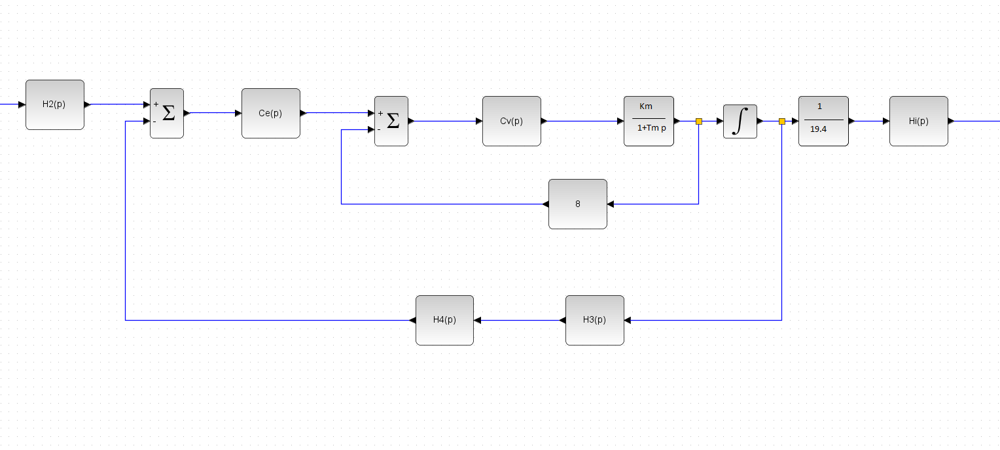 H2(p)
+
-
Σ
Ce(p)
+
-
Σ
Cv(p)
Km
1+Tm p
∫
1
19.4
Hi(p)
8
H4(p)
H3(p)